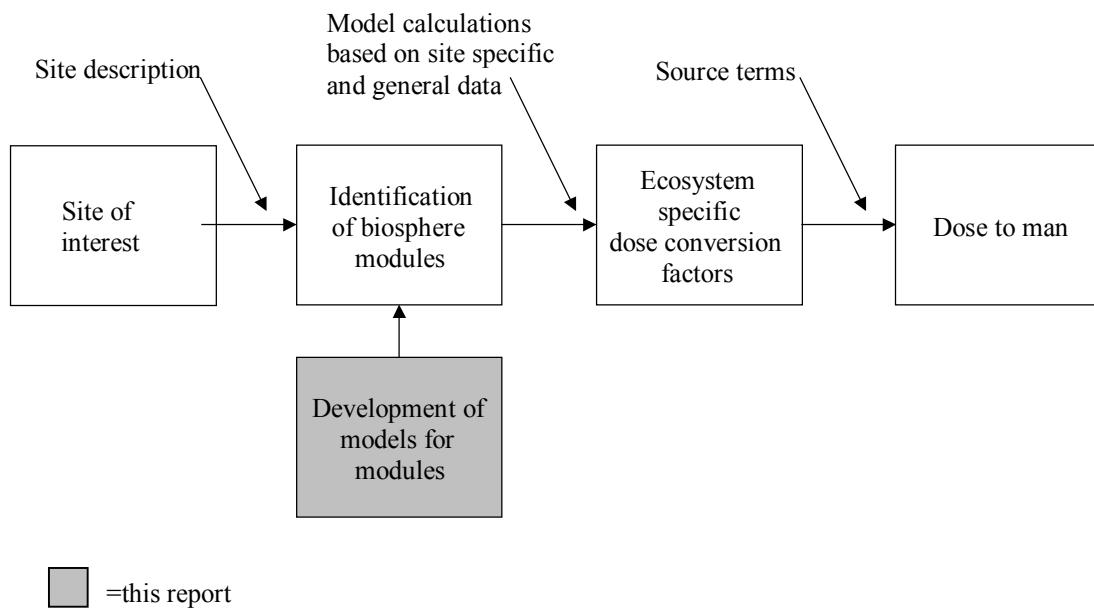 Model calculations
based on site specific
and general data
Site description
Source terms
Site of
interest
Identification
of biosphere
modules
Ecosystem
specific
dose conversion
factors
Dose to man
Development of
models for
modules
=this report